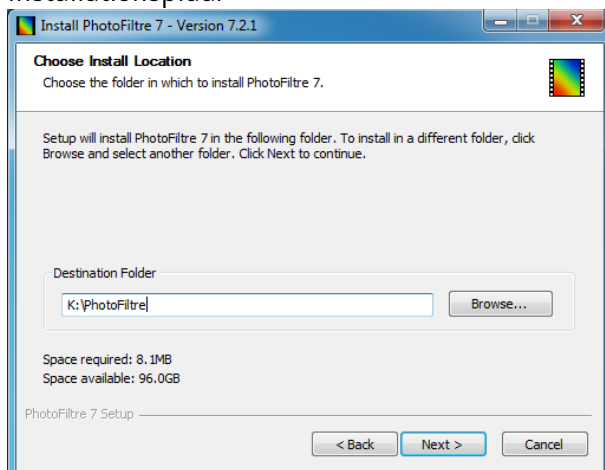 Installationspfad.
Install PhotoFiltre 7 - Version 7.2.1
Choose Install Location
Choose the folder in which to install PhotoFiltre 7.
Setup will install PhotoFiltre 7 in the following folder. To install in a different folder, click
Browse and select another folder. Click Next to continue.
Destination Folder
K:\PhotoFiltre
Browse...
Space required: 8.1MB
Space available: 96.0GB
PhotoFiltre 7 Setup
< Back
Next >
Cancel